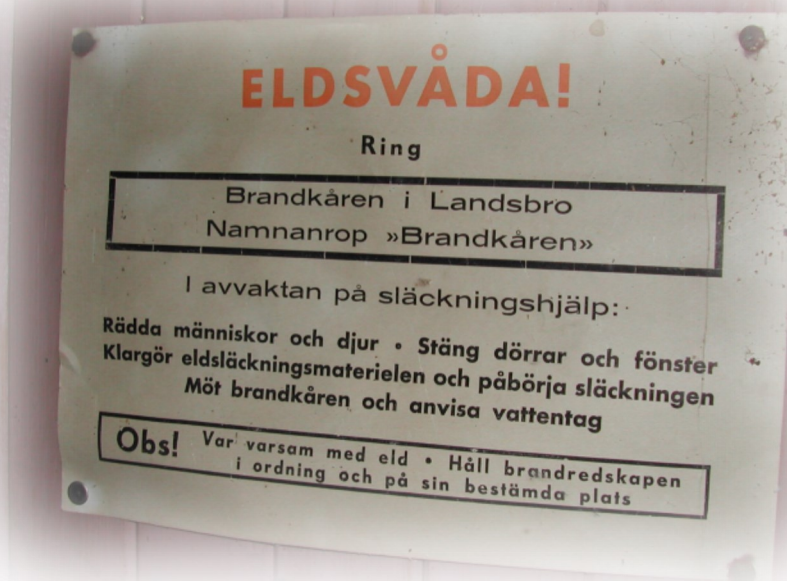 ELDSVÅDA!
Ring
Brandkåren i Landsbro
Namnanrop »Brandkåren»
I avvaktan på släckningshjälp:
Rädda människor och djur • Stäng dörrar och fönster
Klargör eldsläckningsmaterielen och påbörja släckningen
Möt brandkåren och anvisa vattentag
Obs! Var varsam med eld • Håll brandredskapen
i ordning och på sin bestämda plats